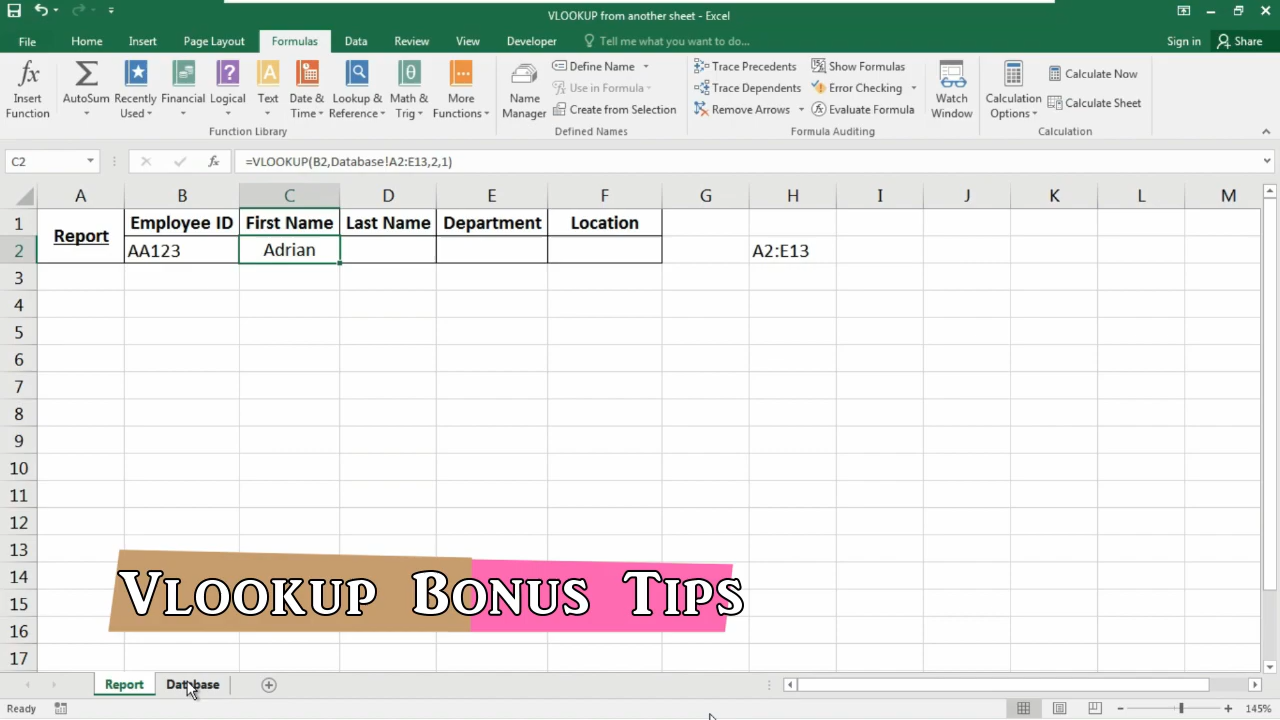 VLOOKUP from another sheet - Excel
File Home Insert Page Layout Formulas Data Review View Developer Tell me what you want to do... Sign in Share
fx Insert Function
Σ AutoSum
Recently Used
Financial
? Logical
A Text
Date & Time
Lookup & Reference
θ Math & Trig
More Functions
Function Library
Name Manager
Define Name
Use in Formula
Create from Selection
Defined Names
Trace Precedents
Trace Dependents
Remove Arrows
Show Formulas
Error Checking
Evaluate Formula
Formula Auditing
Watch Window
Calculation Options
Calculate Now
Calculate Sheet
Calculation
C2 fx =VLOOKUP(B2,Database!A2:E13,2,1)
A B C D E F G H I J K L M
1 Employee ID First Name Last Name Department Location
Report
2 AA123 Adrian A2:E13
3
4
5
6
7
8
9
10
11
12
13
14
15
16
17
Vlookup Bonus Tips
Report Database
Ready 145%